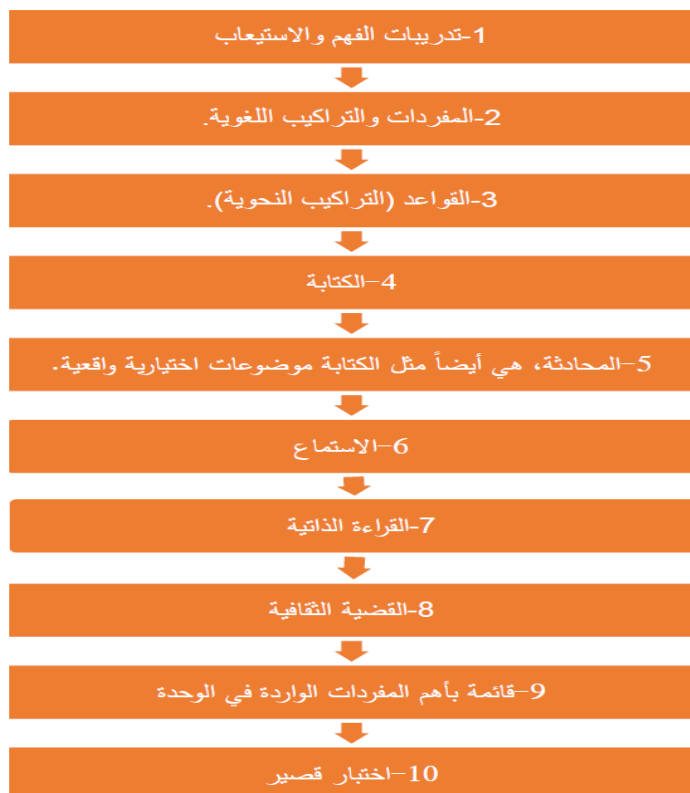 1-تدريبات الفهم والاستيعاب
2-المفردات والتراكيب اللغوية.
3-القواعد (التراكيب النحوية).
4–الكتابة
5–المحادثة، هي أيضاً مثل الكتابة موضوعات اختيارية واقعية.
6–الاستماع
7-القراءة الذاتية
8-القضية الثقافية
9–قائمة بأهم المفردات الواردة في الوحدة
10–اختبار قصير